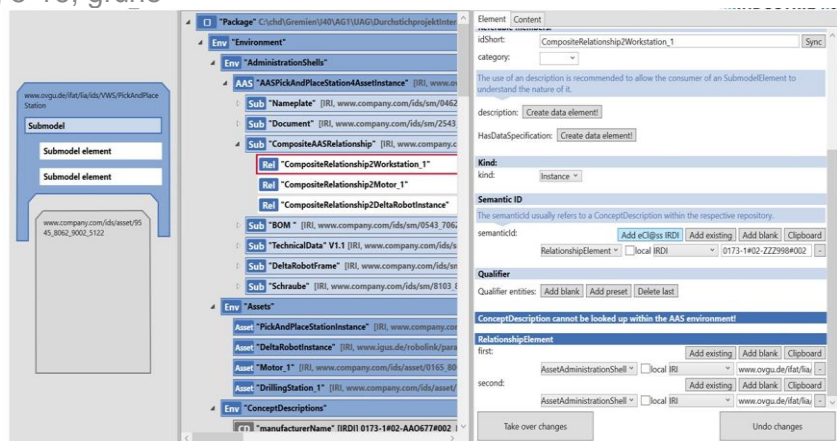 www.ovgu.de/ifat/lia/ids/VWS/PickAndPlace
Station
Submodel
Submodel element
Submodel element
www.company.com/ids/asset/95
45_8062_9002_5122
"Package" C:\chd\Gremien\J40\AG1\UAG\DurchstichprojektInter
Env "Environment"
Env "AdministrationShells"
AAS "AASPickAndPlaceStation4AssetInstance" [IRI, www.ov
Sub "Nameplate" [IRI, www.company.com/ids/sm/0462
Sub "Document" [IRI, www.company.com/ids/sm/2543
Sub "CompositeAASRelationship" [IRI, www.company.c
Rel "CompositeRelationship2Workstation_1"
Rel "CompositeRelationship2Motor_1"
Rel "CompositeRelationship2DeltaRobotInstance"
Sub "BOM " [IRI, www.company.com/ids/sm/0543_7062
Sub "TechnicalData" V1.1 [IRI, www.company.com/ids/s
Sub "DeltaRobotFrame" [IRI, www.company.com/ids/sm
Sub "Schraube" [IRI, www.company.com/ids/sm/8103_8
Env "Assets"
Asset "PickAndPlaceStationInstance" [IRI, www.company.com
Asset "DeltaRobotInstance" [IRI, www.igus.de/robolink/para
Asset "Motor_1" [IRI, www.company.com/ids/asset/0165_80
Asset "DrillingStation_1" [IRI, www.company.com/ids/asset/
Env "ConceptDescriptions"
CD "manufacturerName" [IRDI] 0173-1#02-AAO677#002
Element Content
Referable members:
idShort: CompositeRelationship2Workstation_1 Sync
category:
The use of an description is recommended to allow the consumer of an SubmodelElement to
understand the nature of it.
description: Create data element!
HasDataSpecification: Create data element!
Kind:
kind: Instance
Semantic ID
The semanticId usually refers to a ConceptDescription within the respective repository.
semanticId: Add eCl@ss IRDI Add existing Add blank Clipboard
RelationshipElement local IRDI 0173-1#02-ZZZ998#002 -
Qualifier
Qualifier entities: Add blank Add preset Delete last
ConceptDescription cannot be looked up within the AAS environment!
RelationshipElement
first: Add existing Add blank Clipboard
AssetAdministrationShell local IRI www.ovgu.de/ifat/lia/ -
second: Add existing Add blank Clipboard
AssetAdministrationShell local IRI www.ovgu.de/ifat/lia/ -
Take over changes Undo changes